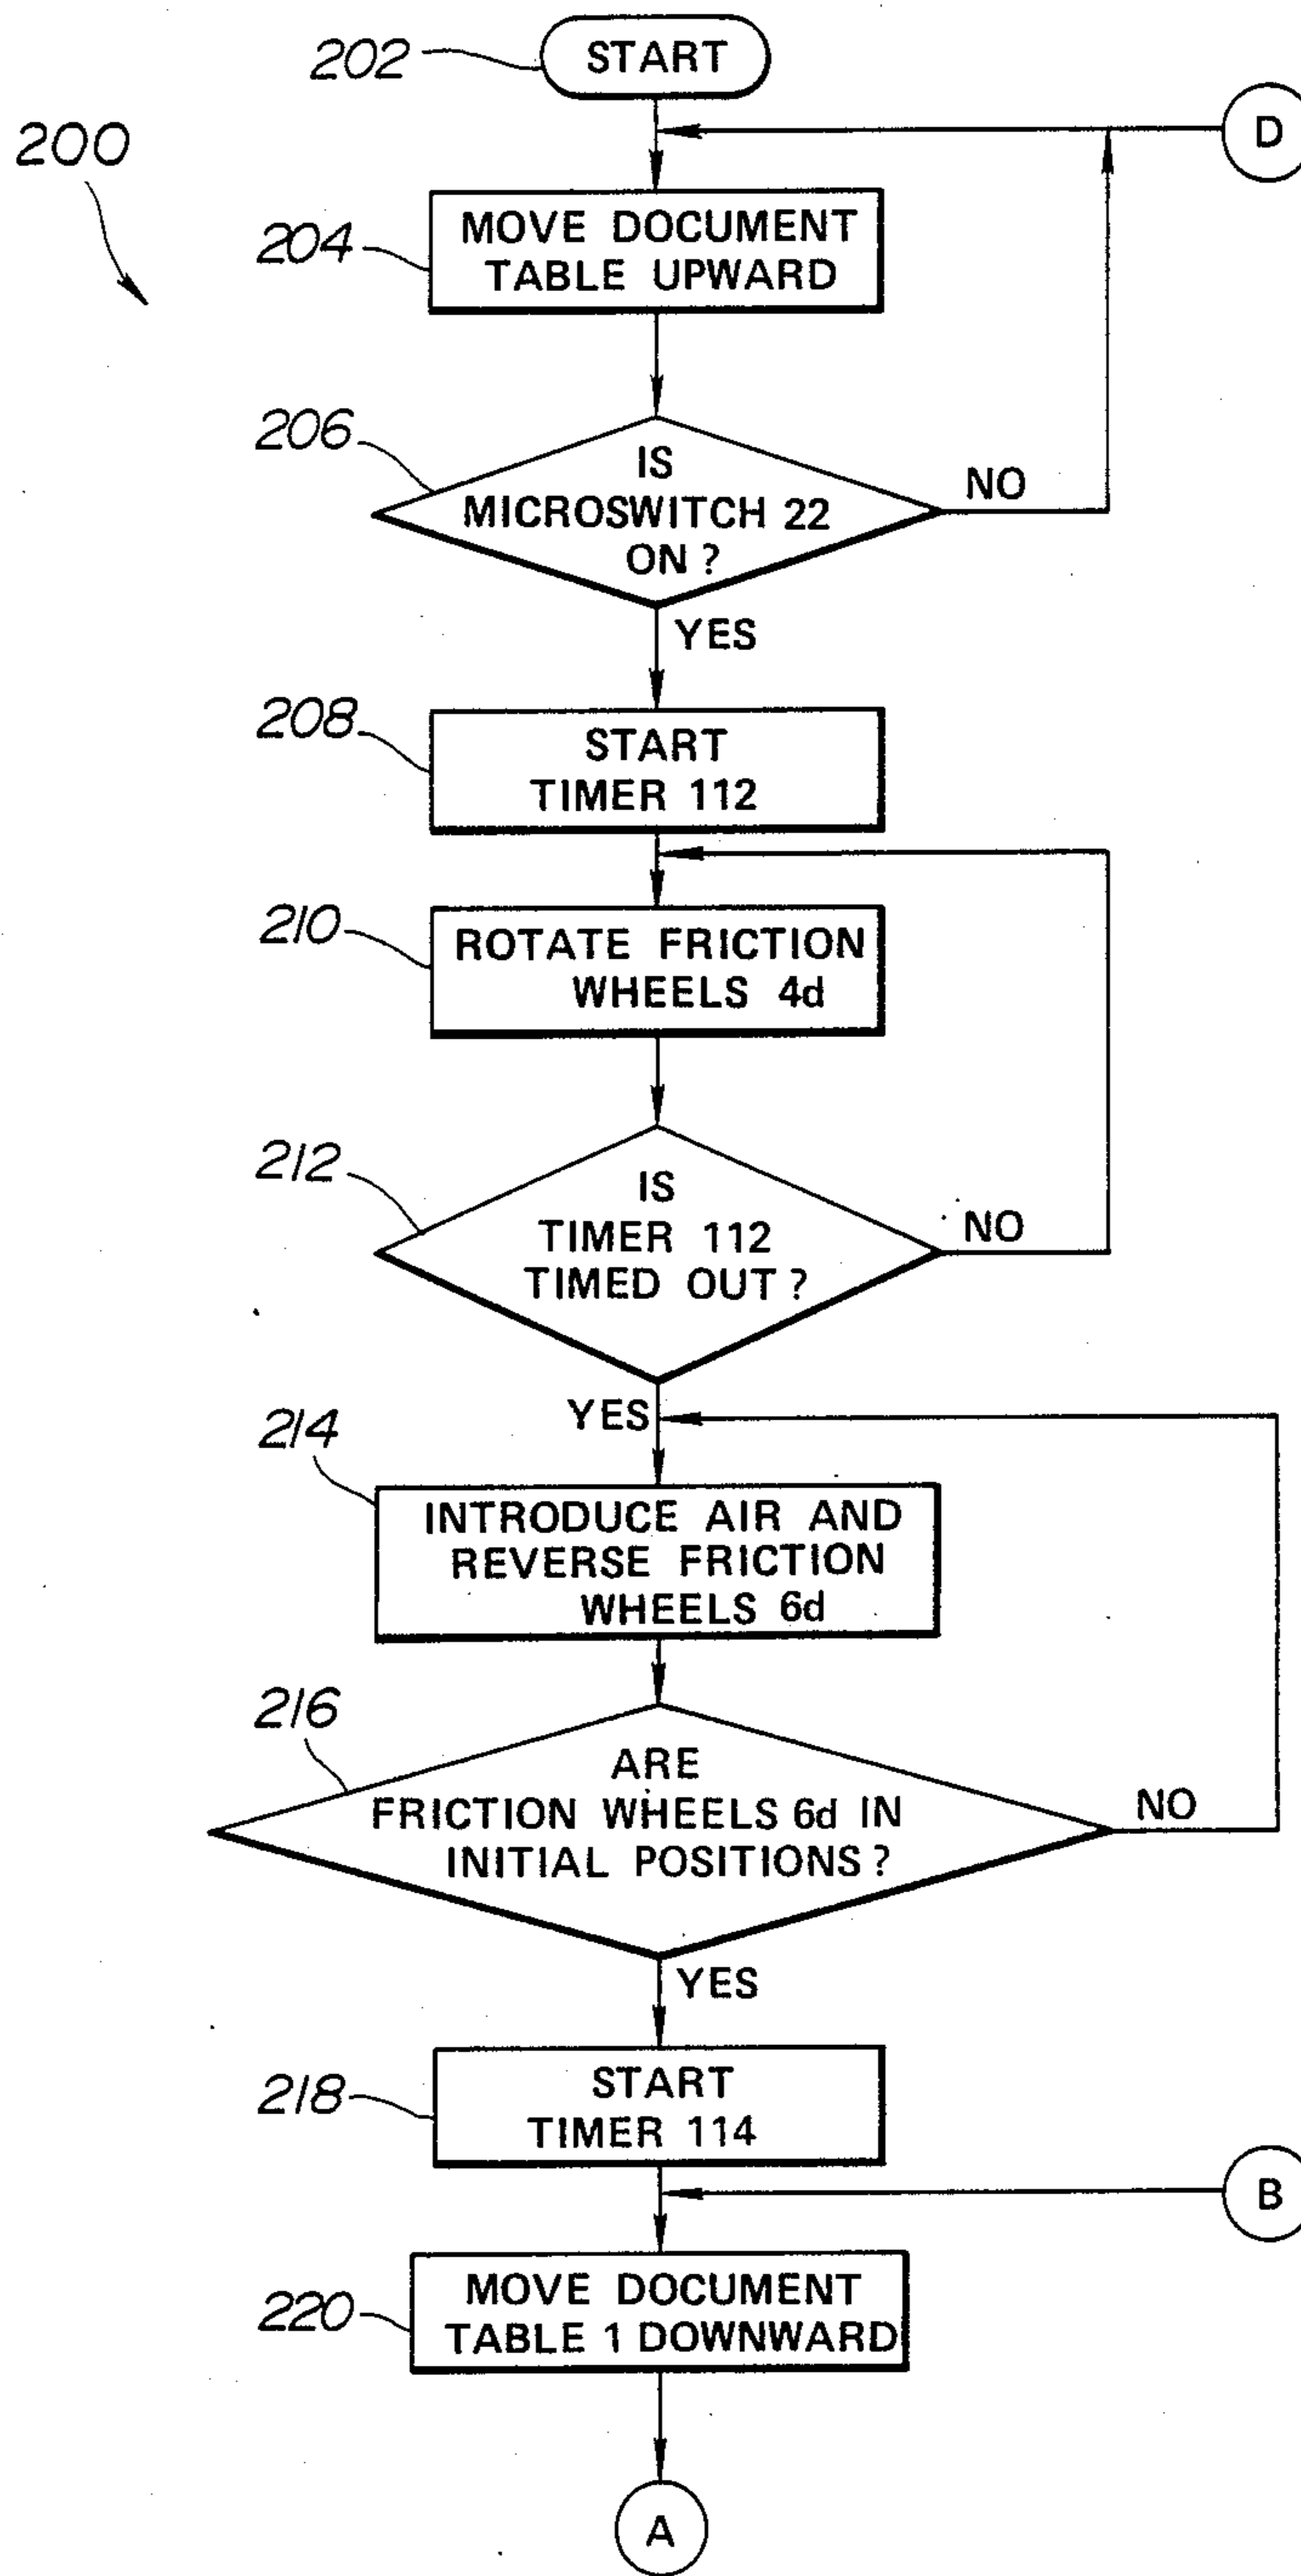 202
START
200
D
204
MOVE DOCUMENT
TABLE UPWARD
206
IS
MICROSWITCH 22
ON ?
NO
YES
208
START
TIMER 112
210
ROTATE FRICTION
WHEELS 4d
212
IS
TIMER 112
TIMED OUT ?
NO
YES
214
INTRODUCE AIR AND
REVERSE FRICTION
WHEELS 6d
216
ARE
FRICTION WHEELS 6d IN
INITIAL POSITIONS ?
NO
YES
218
START
TIMER 114
B
220
MOVE DOCUMENT
TABLE 1 DOWNWARD
A